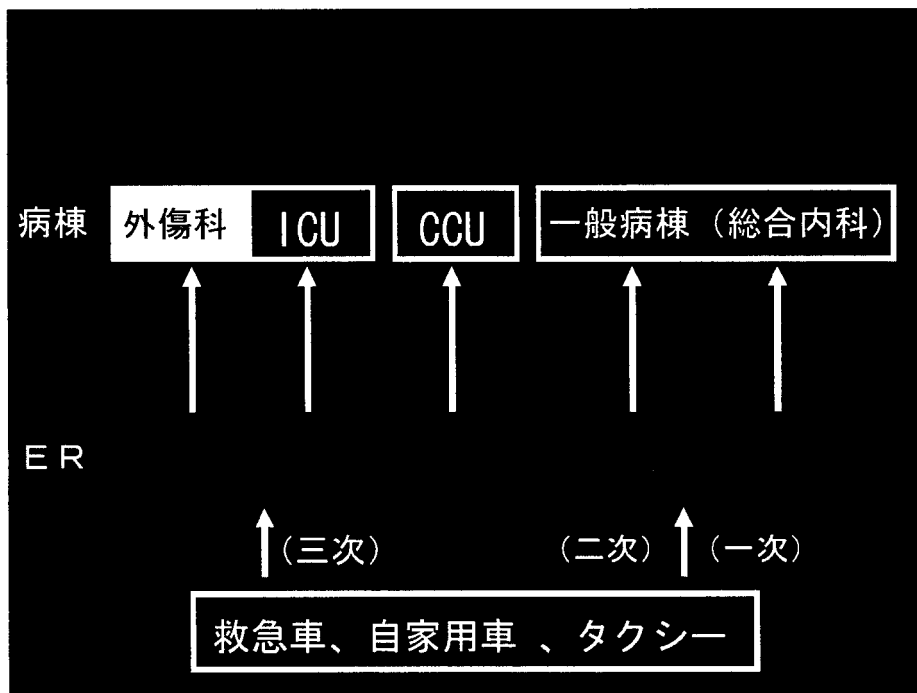 病棟 外傷科 ICU CCU 一般病棟(総合内科)
ER
(三次) (二次) (一次)
救急車、自家用車、タクシー